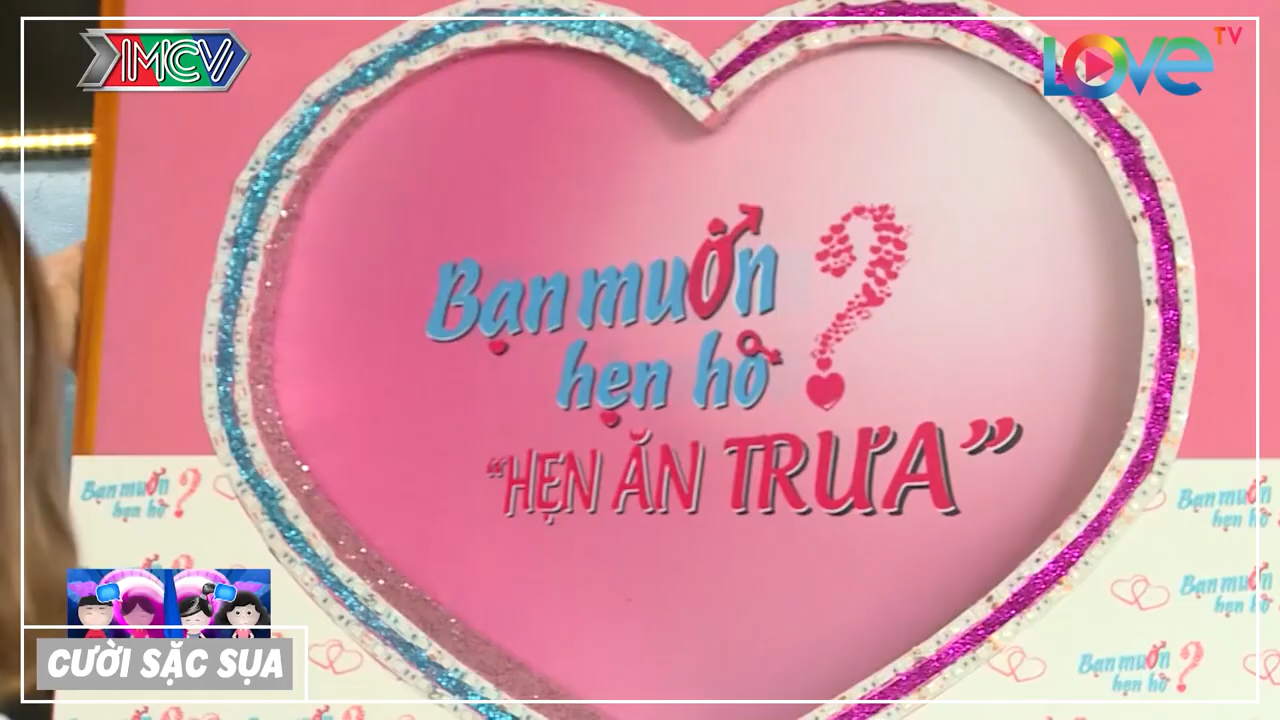 MCV
LOVE TV
Bạn muốn
hẹn hò ?
"HẸN ĂN TRƯA"
Bạn muốn
hẹn hò ?
Bạn muốn
hẹn hò
Bạn muốn
hẹn hò
Bạn muốn
hẹn hò ?
CƯỜI SẶC SỤA